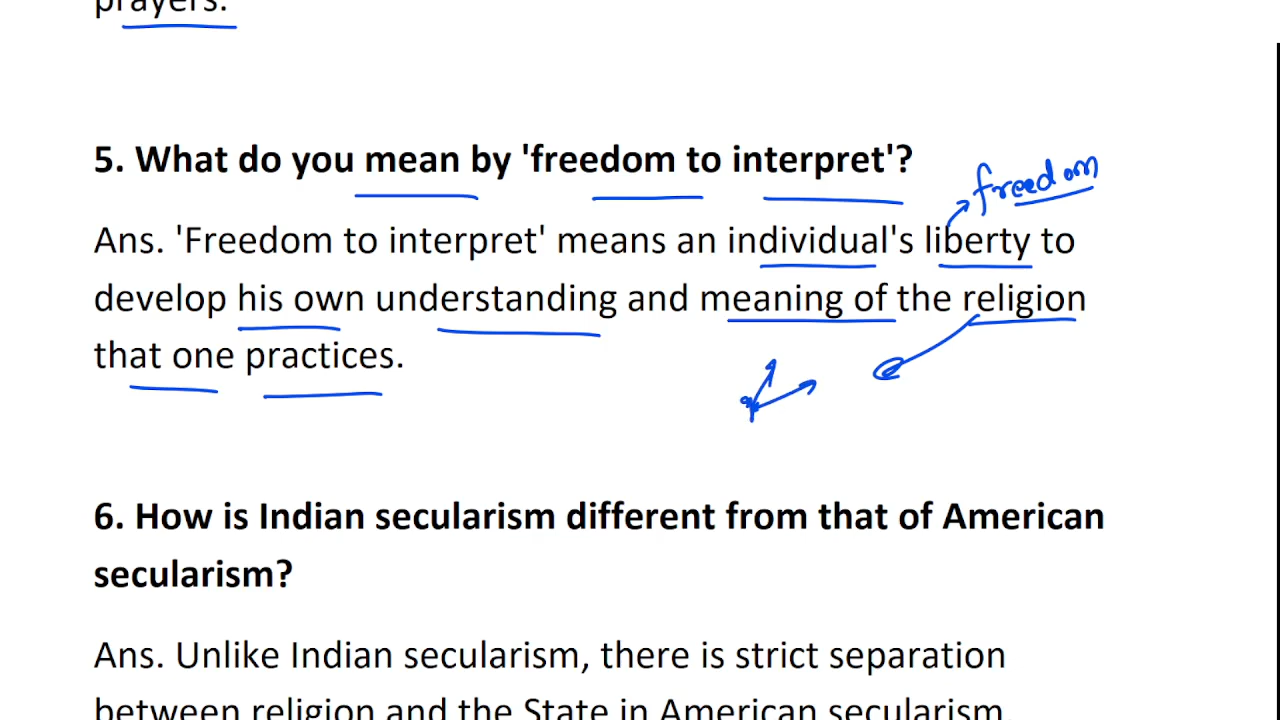 prayers.
5. What do you mean by 'freedom to interpret'?
freedom
Ans. 'Freedom to interpret' means an individual's liberty to
develop his own understanding and meaning of the religion
that one practices.
6. How is Indian secularism different from that of American
secularism?
Ans. Unlike Indian secularism, there is strict separation
between religion and the State in American secularism.